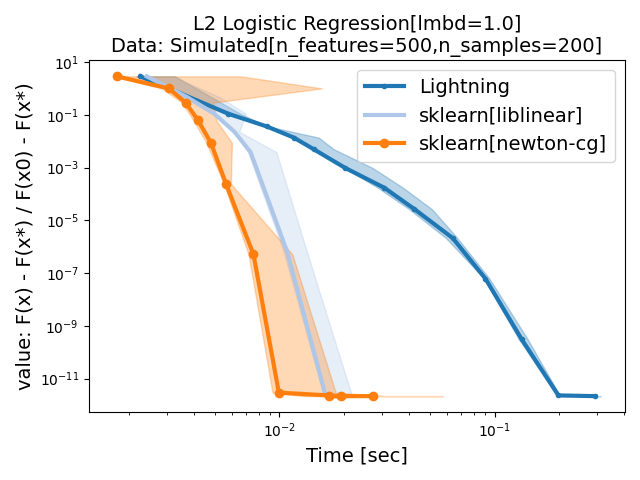 L2 Logistic Regression[lmbd=1.0]
Data: Simulated[n_features=500,n_samples=200]
value: F(x) - F(x*) / F(x0) - F(x*)
10¹
10⁻¹
10⁻³
10⁻⁵
10⁻⁷
10⁻⁹
10⁻¹¹
Lightning
sklearn[liblinear]
sklearn[newton-cg]
10⁻²
10⁻¹
Time [sec]